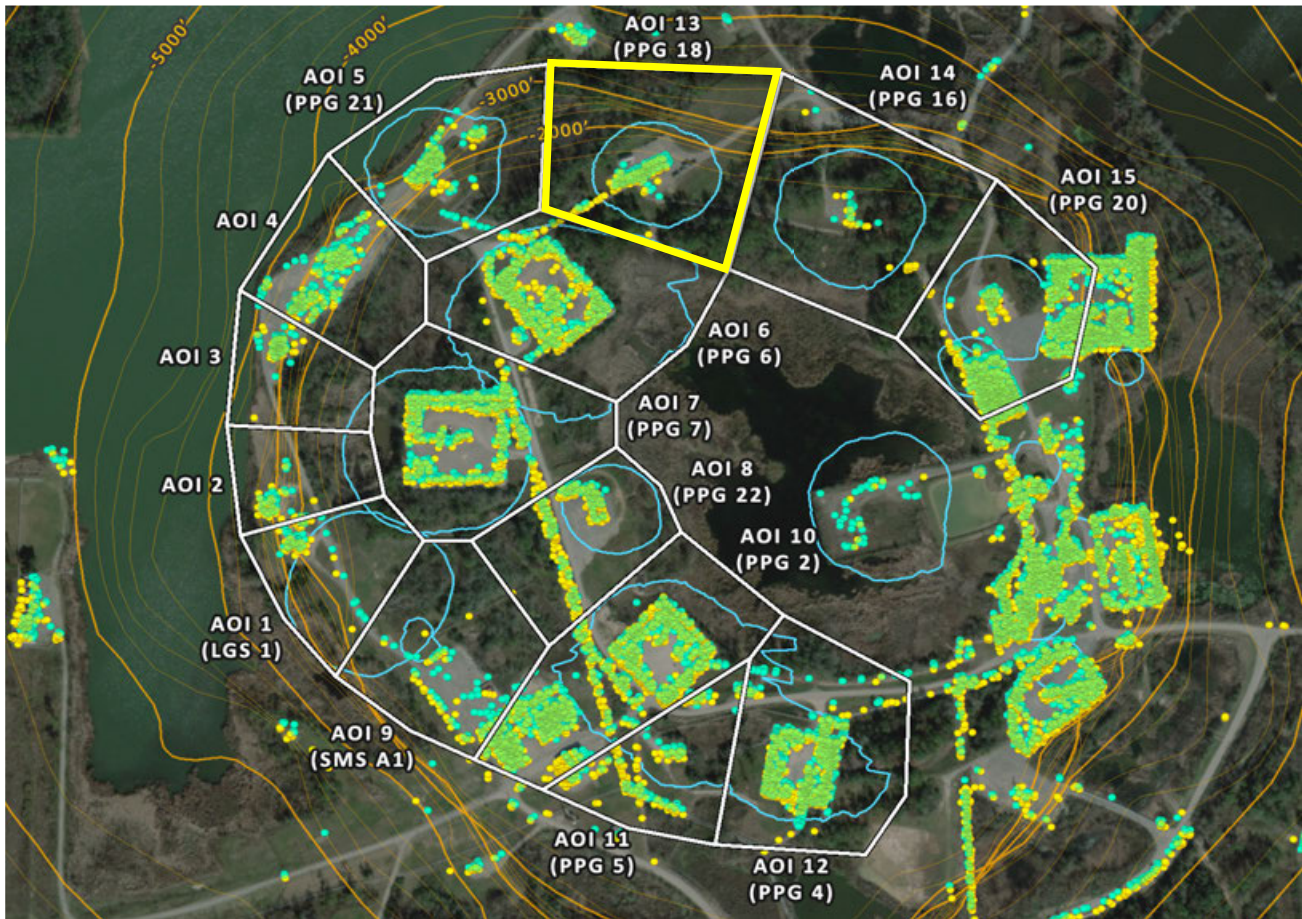 -5000'
-4000'
AOI 13
(PPG 18)
AOI 5
(PPG 21)
-3000'
-2000'
AOI 14
(PPG 16)
AOI 15
(PPG 20)
AOI 4
AOI 3
AOI 6
(PPG 6)
AOI 7
(PPG 7)
AOI 2
AOI 8
(PPG 22)
AOI 10
(PPG 2)
AOI 1
(LGS 1)
AOI 9
(SMS A1)
AOI 11
(PPG 5)
AOI 12
(PPG 4)